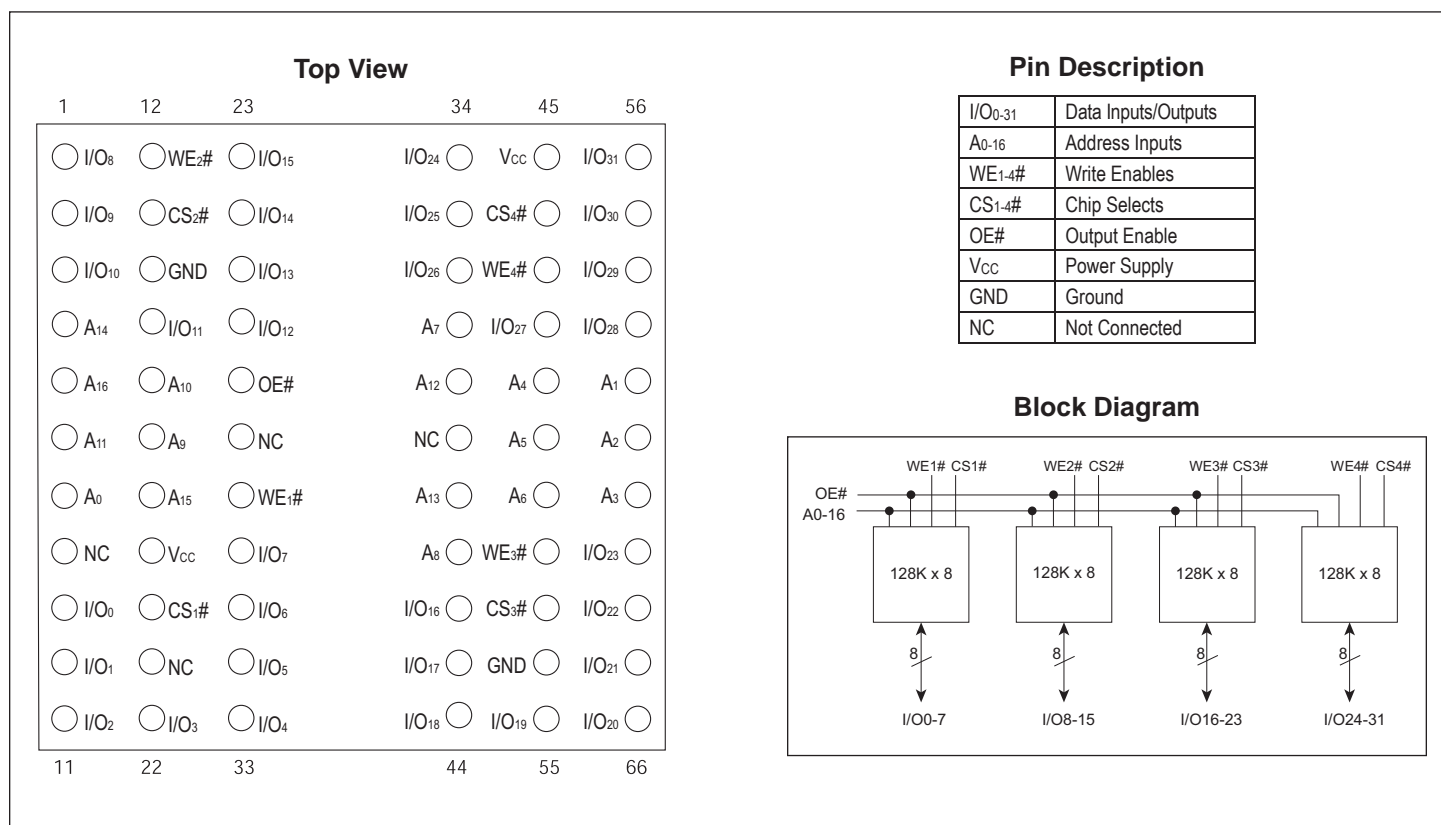 Top View
1 12 23 34 45 56
I/O8 WE2# I/O15 I/O24 VCC I/O31
I/O9 CS2# I/O14 I/O25 CS4# I/O30
I/O10 GND I/O13 I/O26 WE4# I/O29
A14 I/O11 I/O12 A7 I/O27 I/O28
A16 A10 OE# A12 A4 A1
A11 A9 NC NC A5 A2
A0 A15 WE1# A13 A6 A3
NC VCC I/O7 A8 WE3# I/O23
I/O0 CS1# I/O6 I/O16 CS3# I/O22
I/O1 NC I/O5 I/O17 GND I/O21
I/O2 I/O3 I/O4 I/O18 I/O19 I/O20
11 22 33 44 55 66
Pin Description
I/O0-31 Data Inputs/Outputs
A0-16 Address Inputs
WE1-4# Write Enables
CS1-4# Chip Selects
OE# Output Enable
VCC Power Supply
GND Ground
NC Not Connected
Block Diagram
WE1# CS1# WE2# CS2# WE3# CS3# WE4# CS4#
OE#
A0-16
128K x 8 128K x 8 128K x 8 128K x 8
8 8 8 8
I/O0-7 I/O8-15 I/O16-23 I/O24-31